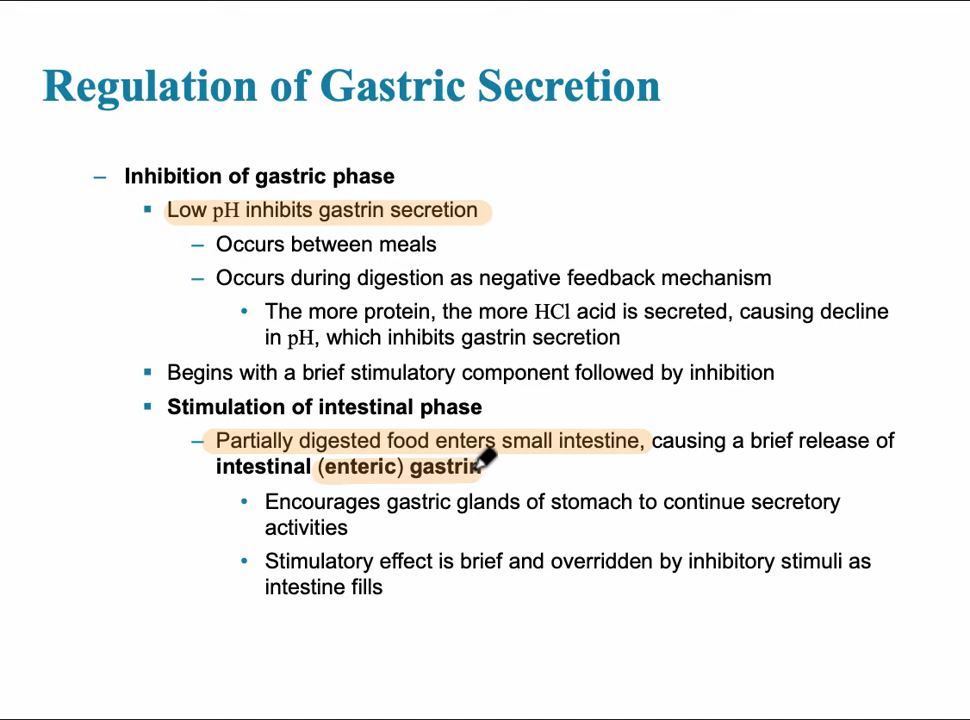 Regulation of Gastric Secretion
– Inhibition of gastric phase
▪ Low pH inhibits gastrin secretion
– Occurs between meals
– Occurs during digestion as negative feedback mechanism
• The more protein, the more HCl acid is secreted, causing decline
in pH, which inhibits gastrin secretion
▪ Begins with a brief stimulatory component followed by inhibition
▪ Stimulation of intestinal phase
– Partially digested food enters small intestine, causing a brief release of
intestinal (enteric) gastrin
• Encourages gastric glands of stomach to continue secretory
activities
• Stimulatory effect is brief and overridden by inhibitory stimuli as
intestine fills